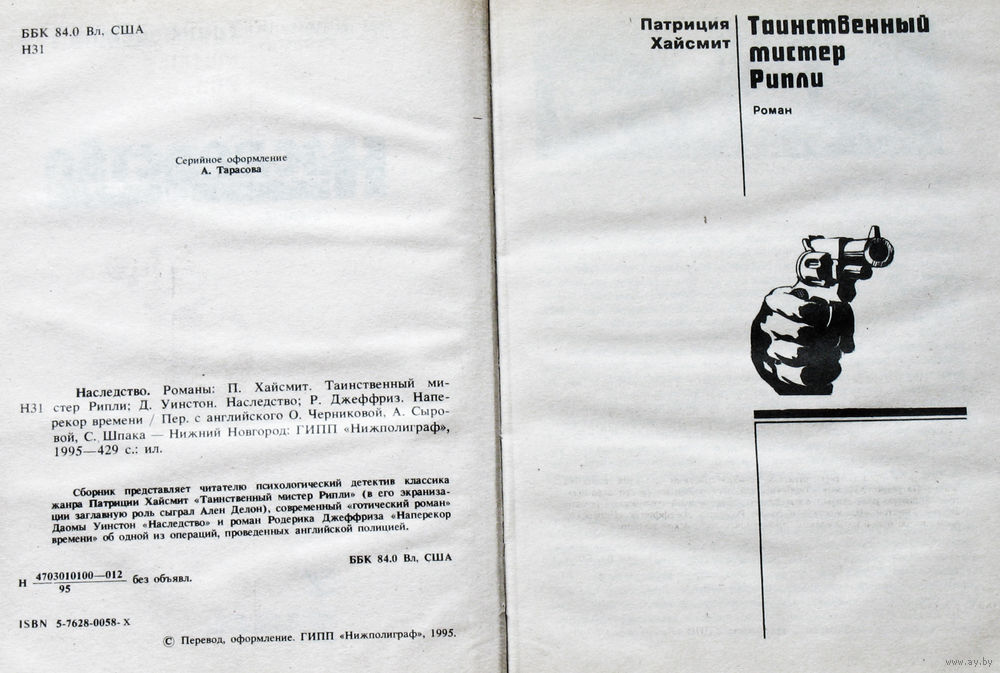 ББК 84.0 Вл, США
Н31
Серийное оформление
А. Тарасова
Наследство. Романы: П. Хайсмит. Таинственный ми-
Н31 стер Рипли; Д. Уинстон. Наследство; Р. Джеффриз. Напе-
рекор времени / Пер. с английского О. Черниковой, А. Сыро-
вой, С. Шпака — Нижний Новгород: ГИПП «Нижполиграф»,
1995—429 с.: ил.
Сборник представляет читателю психологический детектив классика
жанра Патриции Хайсмит «Таинственный мистер Рипли» (в его экраниза-
ции заглавную роль сыграл Ален Делон), современный «готический роман»
Даомы Уинстон «Наследство» и роман Родерика Джеффриза «Наперекор
времени» об одной из операций, проведенных английской полицией.
ББК 84.0 Вл, США
Н 4703010100—012 без объявл.
95
ISBN 5-7628-0058-X
© Перевод, оформление. ГИПП «Нижполиграф», 1995.
Патриция
Хайсмит
Таинственный
мистер
Рипли
Роман
www.ay.by